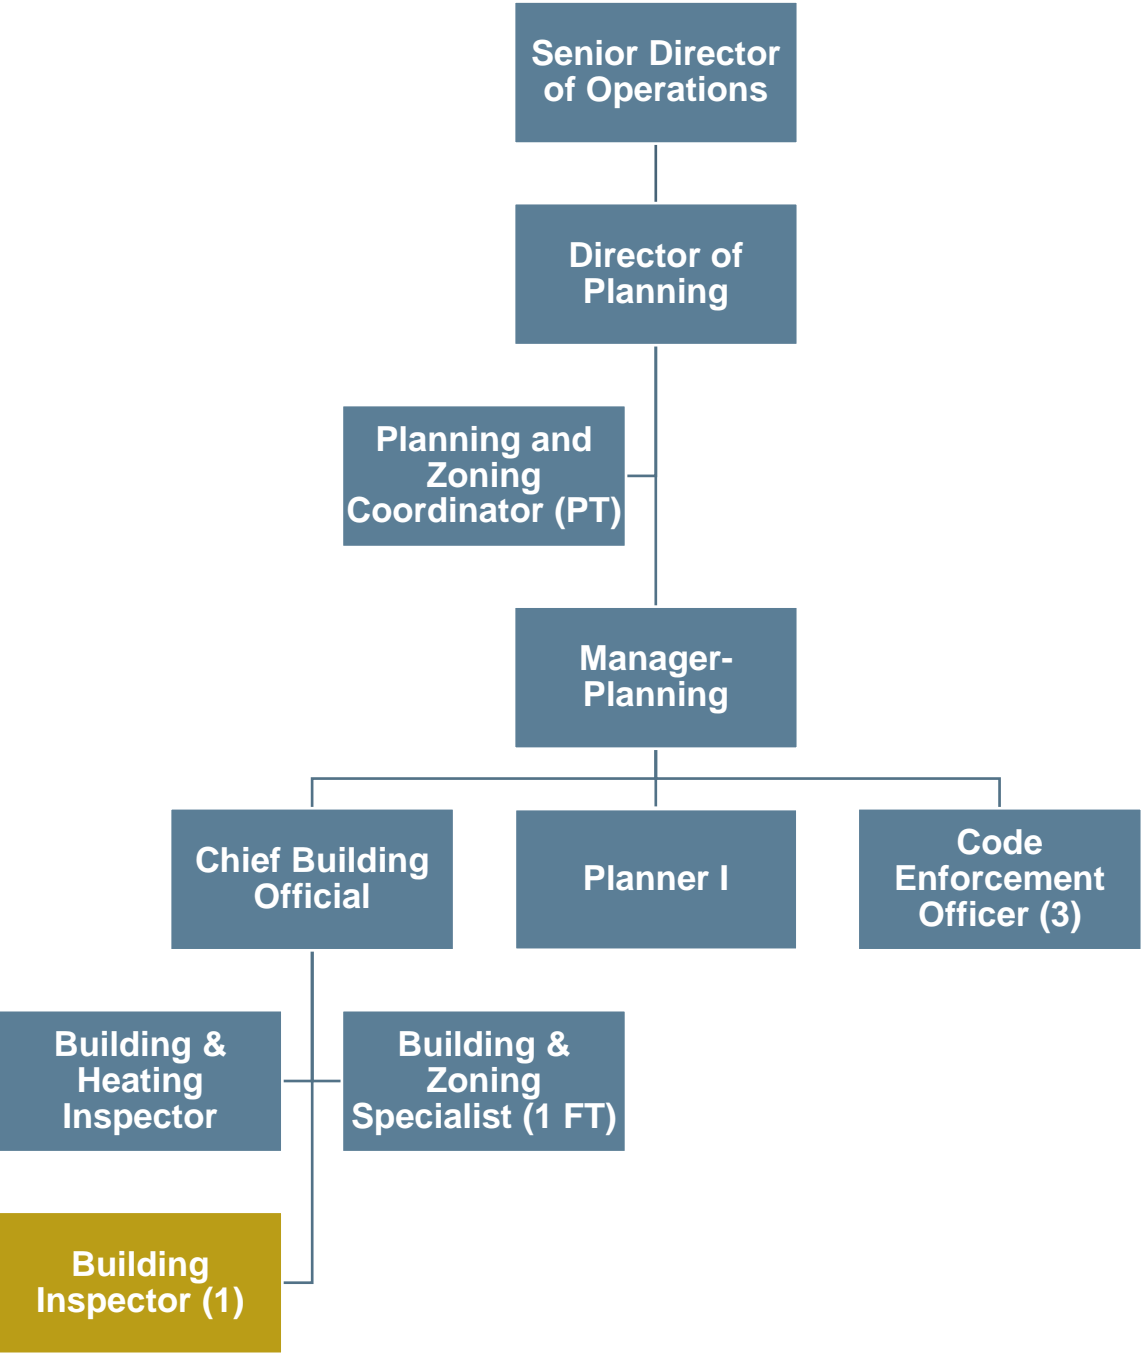 Senior Director
of Operations
Director of
Planning
Planning and
Zoning
Coordinator (PT)
Manager-
Planning
Chief Building
Official
Planner I
Code
Enforcement
Officer (3)
Building &
Heating
Inspector
Building &
Zoning
Specialist (1 FT)
Building
Inspector (1)